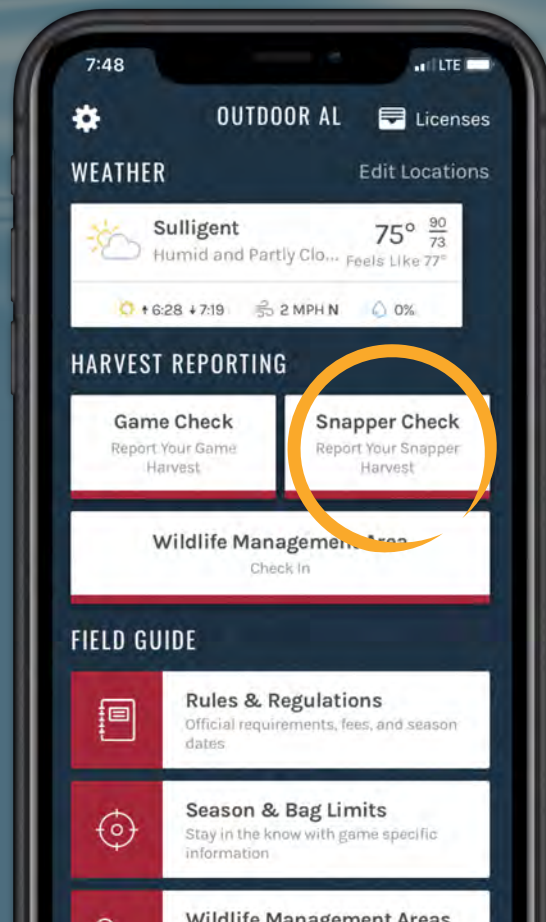 7:48 LTE
OUTDOOR AL Licenses
WEATHER Edit Locations
Sulligent 75° 90
Humid and Partly Clo... Feels Like 77° 73
6:28 7:19 2 MPH N 0%
HARVEST REPORTING
Game Check
Report Your Game
Harvest
Snapper Check
Report Your Snapper
Harvest
Wildlife Management Area
Check In
FIELD GUIDE
Rules & Regulations
Official requirements, fees, and season
dates
Season & Bag Limits
Stay in the know with game specific
information
Wildlife Management Areas